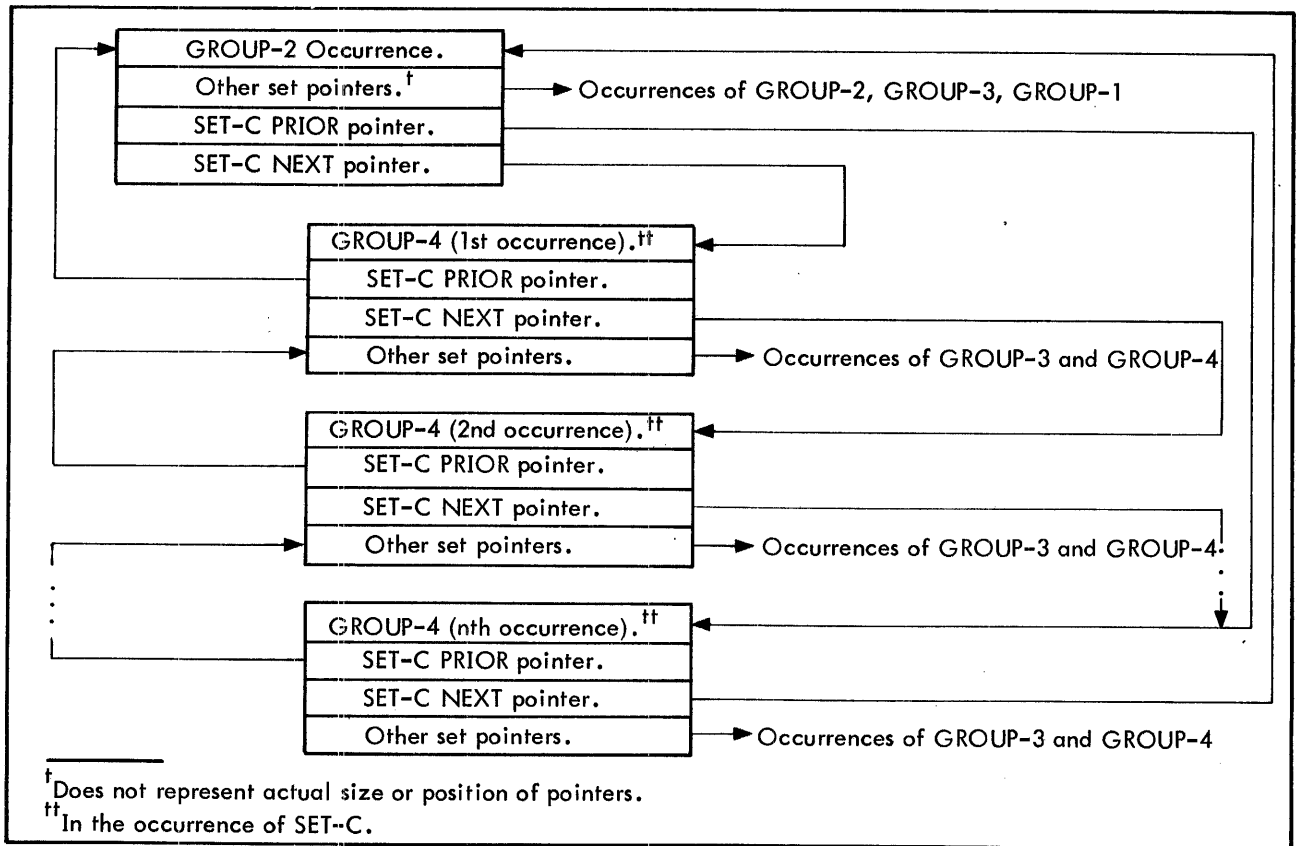 GROUP-2 Occurrence.
Other set pointers.†
Occurrences of GROUP-2, GROUP-3, GROUP-1
SET-C PRIOR pointer.
SET-C NEXT pointer.
GROUP-4 (1st occurrence).††
SET-C PRIOR pointer.
SET-C NEXT pointer.
Other set pointers.
Occurrences of GROUP-3 and GROUP-4
GROUP-4 (2nd occurrence).††
SET-C PRIOR pointer.
SET-C NEXT pointer.
Other set pointers.
Occurrences of GROUP-3 and GROUP-4
GROUP-4 (nth occurrence).††
SET-C PRIOR pointer.
SET-C NEXT pointer.
Other set pointers.
Occurrences of GROUP-3 and GROUP-4
†Does not represent actual size or position of pointers.
††In the occurrence of SET-C.